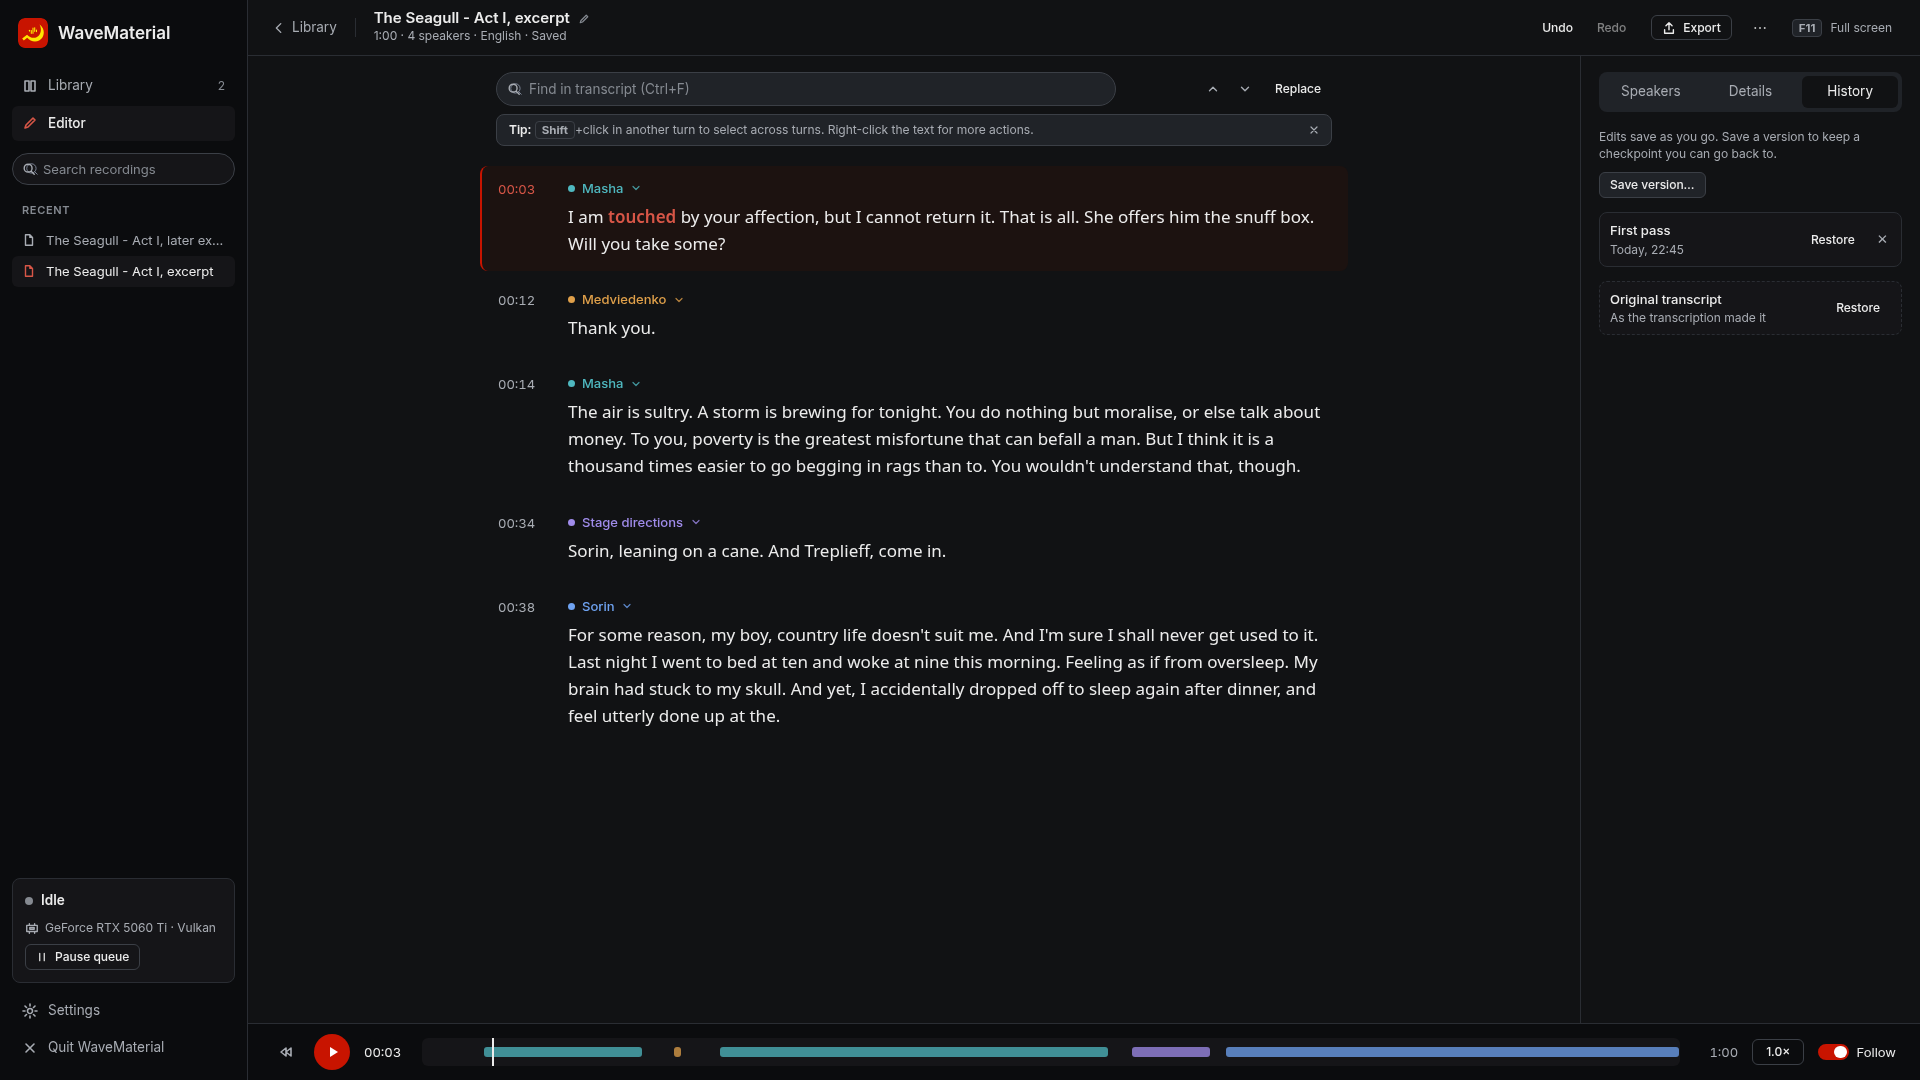 WaveMaterial
Library 2
Editor
Search recordings
RECENT
The Seagull - Act I, later ex...
The Seagull - Act I, excerpt
Idle
GeForce RTX 5060 Ti · Vulkan
Pause queue
Settings
Quit WaveMaterial
Library
The Seagull - Act I, excerpt
1:00 · 4 speakers · English · Saved
Undo
Redo
Export
F11 Full screen
Find in transcript (Ctrl+F)
Replace
Tip: Shift+click in another turn to select across turns. Right-click the text for more actions.
00:03 Masha
I am touched by your affection, but I cannot return it. That is all. She offers him the snuff box.
Will you take some?
00:12 Medviedenko
Thank you.
00:14 Masha
The air is sultry. A storm is brewing for tonight. You do nothing but moralise, or else talk about
money. To you, poverty is the greatest misfortune that can befall a man. But I think it is a
thousand times easier to go begging in rags than to. You wouldn't understand that, though.
00:34 Stage directions
Sorin, leaning on a cane. And Treplieff, come in.
00:38 Sorin
For some reason, my boy, country life doesn't suit me. And I'm sure I shall never get used to it.
Last night I went to bed at ten and woke at nine this morning. Feeling as if from oversleep. My
brain had stuck to my skull. And yet, I accidentally dropped off to sleep again after dinner, and
feel utterly done up at the.
Speakers
Details
History
Edits save as you go. Save a version to keep a
checkpoint you can go back to.
Save version...
First pass
Today, 22:45
Restore
Original transcript
As the transcription made it
Restore
00:03
1:00
1.0×
Follow